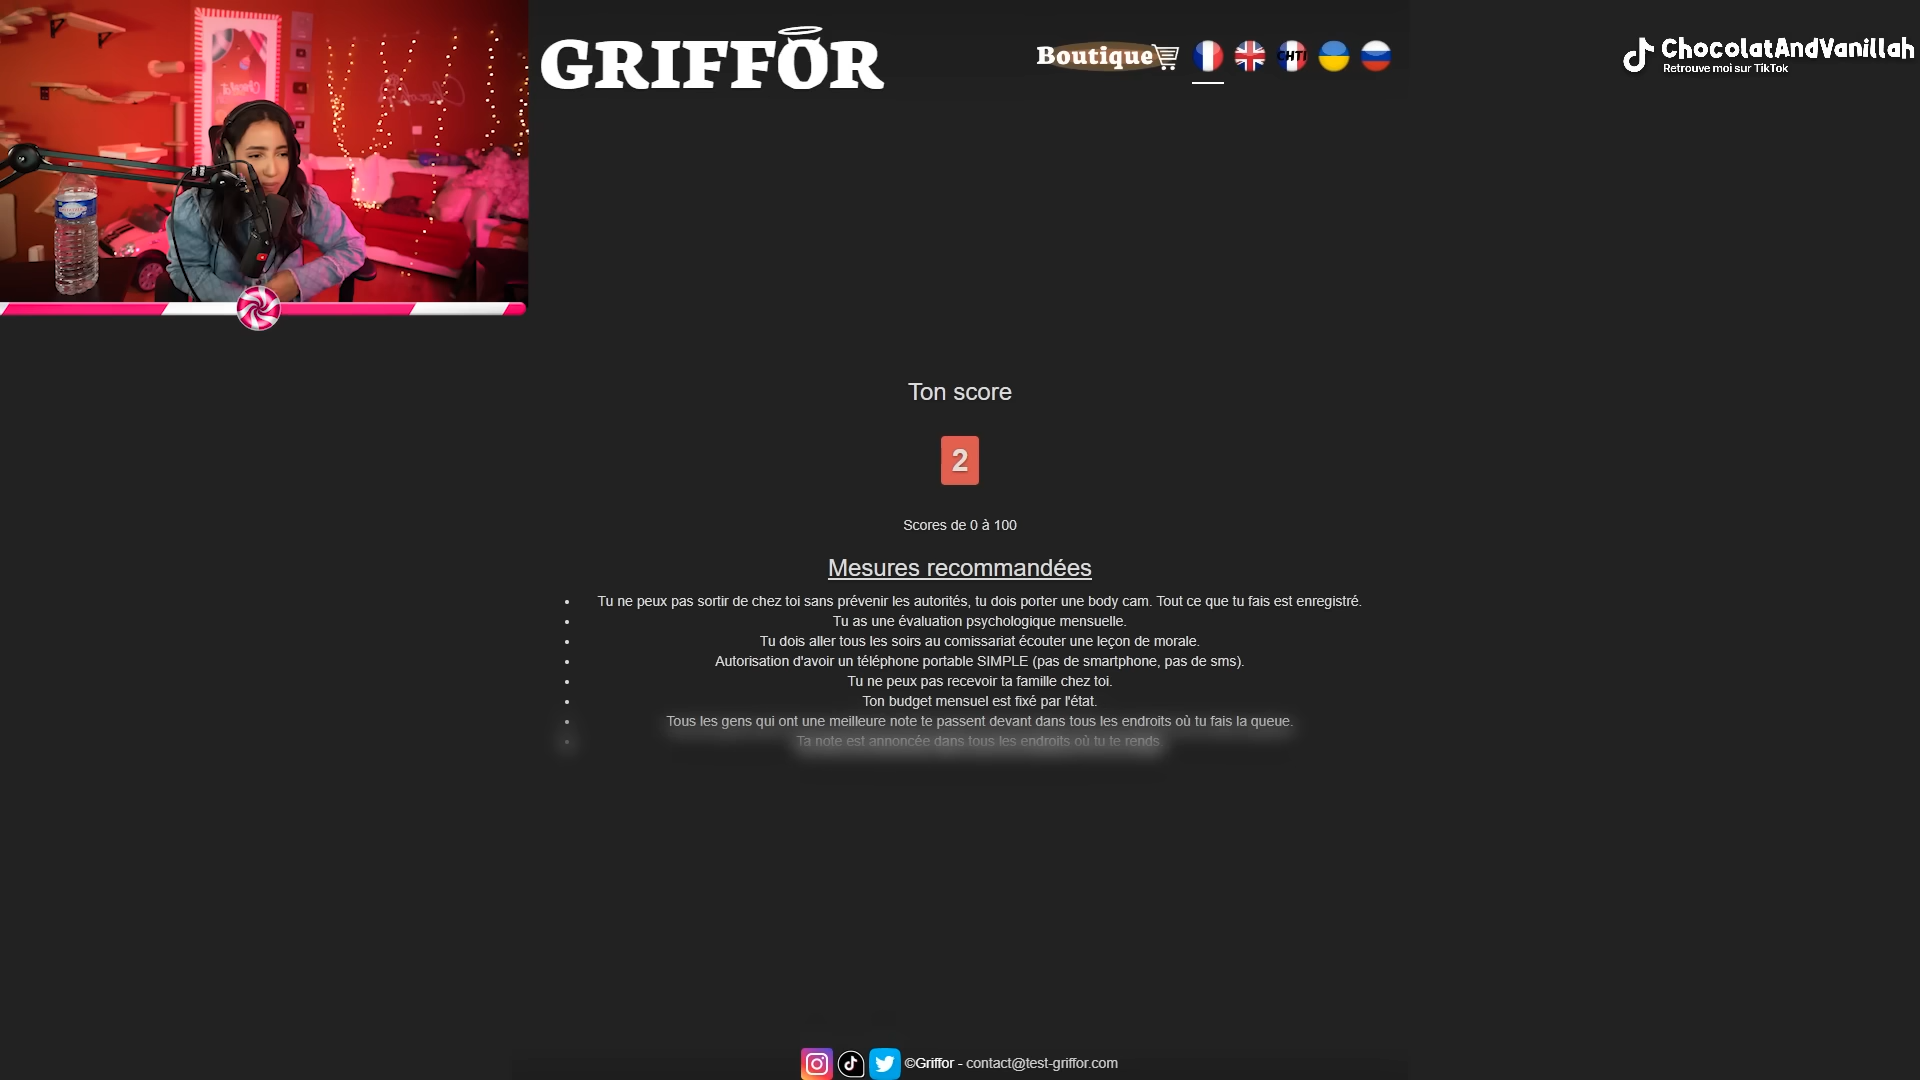 GRIFFOR
Boutique
CHTI
ChocolatAndVanillah
Retrouve moi sur TikTok
Ton score
2
Scores de 0 à 100
Mesures recommandées
Tu ne peux pas sortir de chez toi sans prévenir les autorités, tu dois porter une body cam. Tout ce que tu fais est enregistré.
Tu as une évaluation psychologique mensuelle.
Tu dois aller tous les soirs au comissariat écouter une leçon de morale.
Autorisation d'avoir un téléphone portable SIMPLE (pas de smartphone, pas de sms).
Tu ne peux pas recevoir ta famille chez toi.
Ton budget mensuel est fixé par l'état.
Tous les gens qui ont une meilleure note te passent devant dans tous les endroits où tu fais la queue.
Ta note est annoncée dans tous les endroits où tu te rends
©Griffor - contact@test-griffor.com